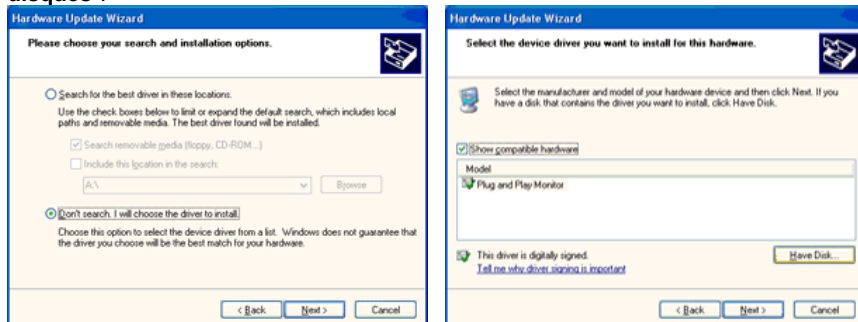 disques".
Hardware Update Wizard
Please choose your search and installation options.
Search for the best driver in these locations.
Use the check boxes below to limit or expand the default search, which includes local
paths and removable media. The best driver found will be installed.
Search removable media (floppy, CD-ROM...)
Include this location in the search:
A:\
Browse
Don't search. I will choose the driver to install.
Choose this option to select the device driver from a list. Windows does not guarantee that
the driver you choose will be the best match for your hardware.
< Back
Next >
Cancel
Hardware Update Wizard
Select the device driver you want to install for this hardware.
Select the manufacturer and model of your hardware device and then click Next. If you
have a disk that contains the driver you want to install, click Have Disk.
Show compatible hardware
Model
Plug and Play Monitor
This driver is digitally signed.
Have Disk...
Tell me why driver signing is important
< Back
Next >
Cancel